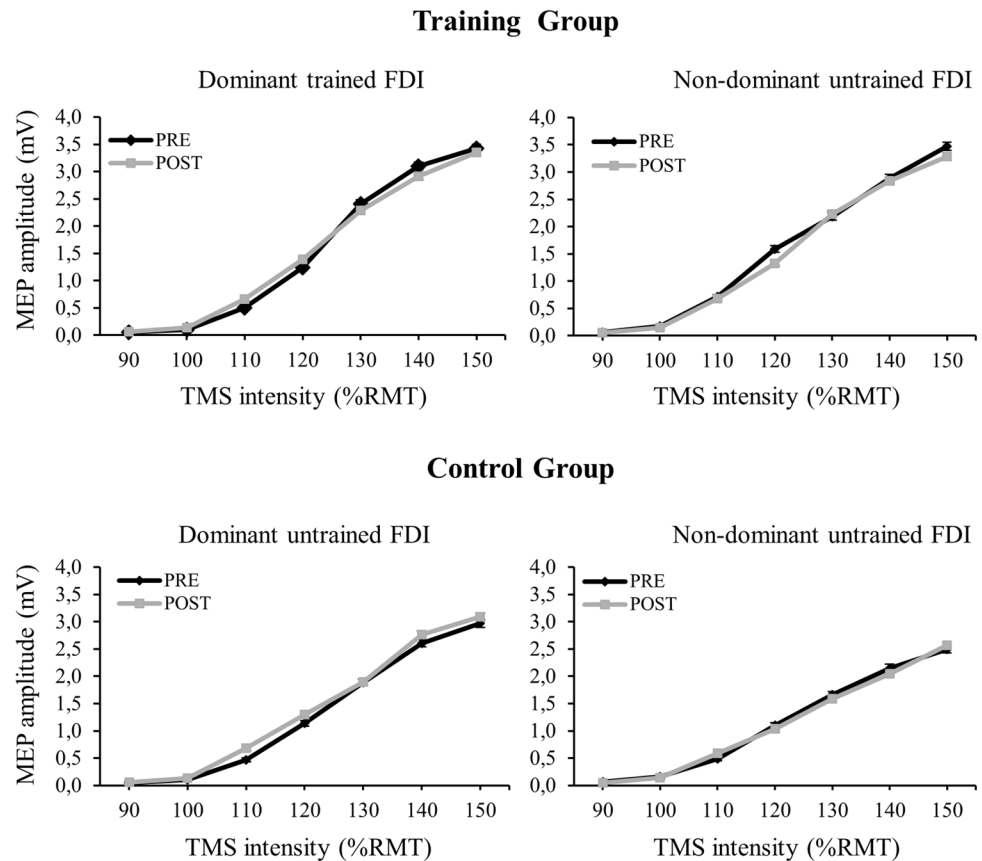 Training Group
Dominant trained FDI
Non-dominant untrained FDI
MEP amplitude (mV)
4,0
3,5
3,0
2,5
2,0
1,5
1,0
0,5
0,0
PRE
POST
90 100 110 120 130 140 150
TMS intensity (%RMT)
4,0
3,5
3,0
2,5
2,0
1,5
1,0
0,5
0,0
PRE
POST
90 100 110 120 130 140 150
TMS intensity (%RMT)
Control Group
Dominant untrained FDI
Non-dominant untrained FDI
MEP amplitude (mV)
4,0
3,5
3,0
2,5
2,0
1,5
1,0
0,5
0,0
PRE
POST
90 100 110 120 130 140 150
TMS intensity (%RMT)
4,0
3,5
3,0
2,5
2,0
1,5
1,0
0,5
0,0
PRE
POST
90 100 110 120 130 140 150
TMS intensity (%RMT)